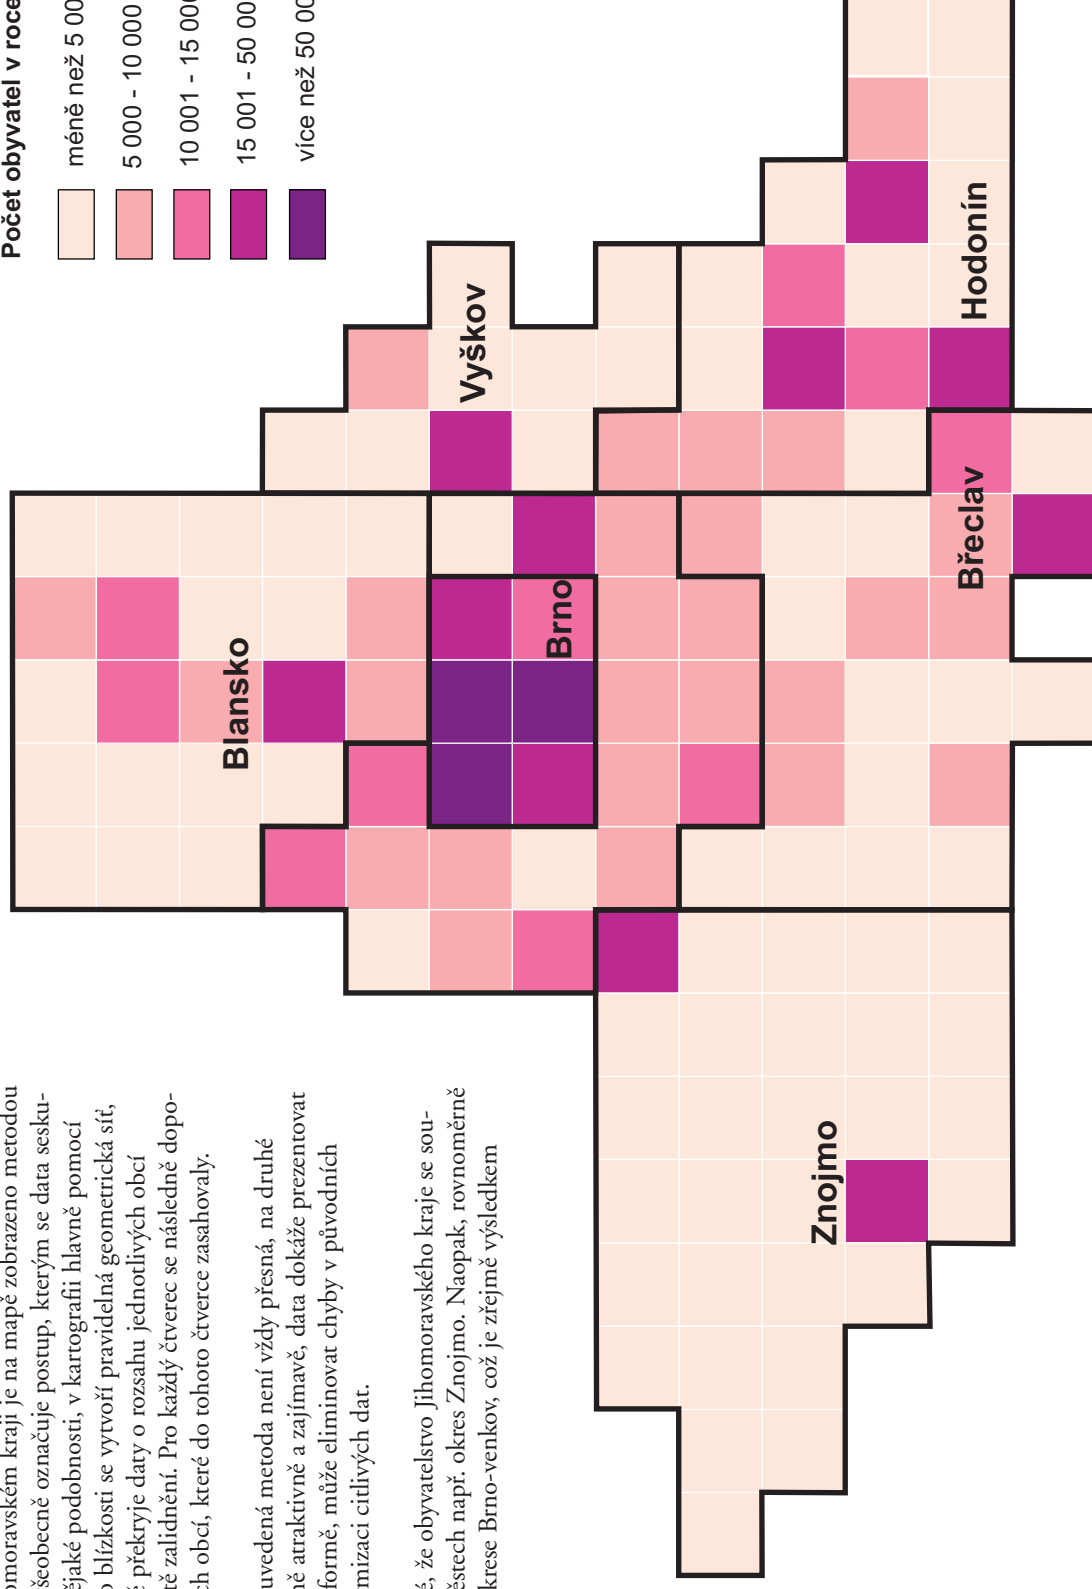 Počet obyvatel v roce
méně než 5 00
5 000 - 10 000
10 001 - 15 000
15 001 - 50 00
více než 50 00
Blansko
Vyškov
Brno
Hodonín
Břeclav
Znojmo
omoravském kraji je na mapě zobrazeno metodou
šeobecně označuje postup, kterým se data sesku-
ějaké podobnosti, v kartografii hlavně pomocí
o blízkosti se vytvoří pravidelná geometrická síť,
é překryje daty o rozsahu jednotlivých obcí
tě zalidnění. Pro každý čtverec se následně dopo-
ch obcí, které do tohoto čtverce zasahovaly.
uvedená metoda není vždy přesná, na druhé
ně atraktivně a zajímavě, data dokáže prezentovat
formě, může eliminovat chyby v původních
mizaci citlivých dat.
é, že obyvatelstvo Jihomoravského kraje se sou-
ěstech např. okres Znojmo. Naopak, rovnoměrně
krese Brno-venkov, což je zřejmě výsledkem